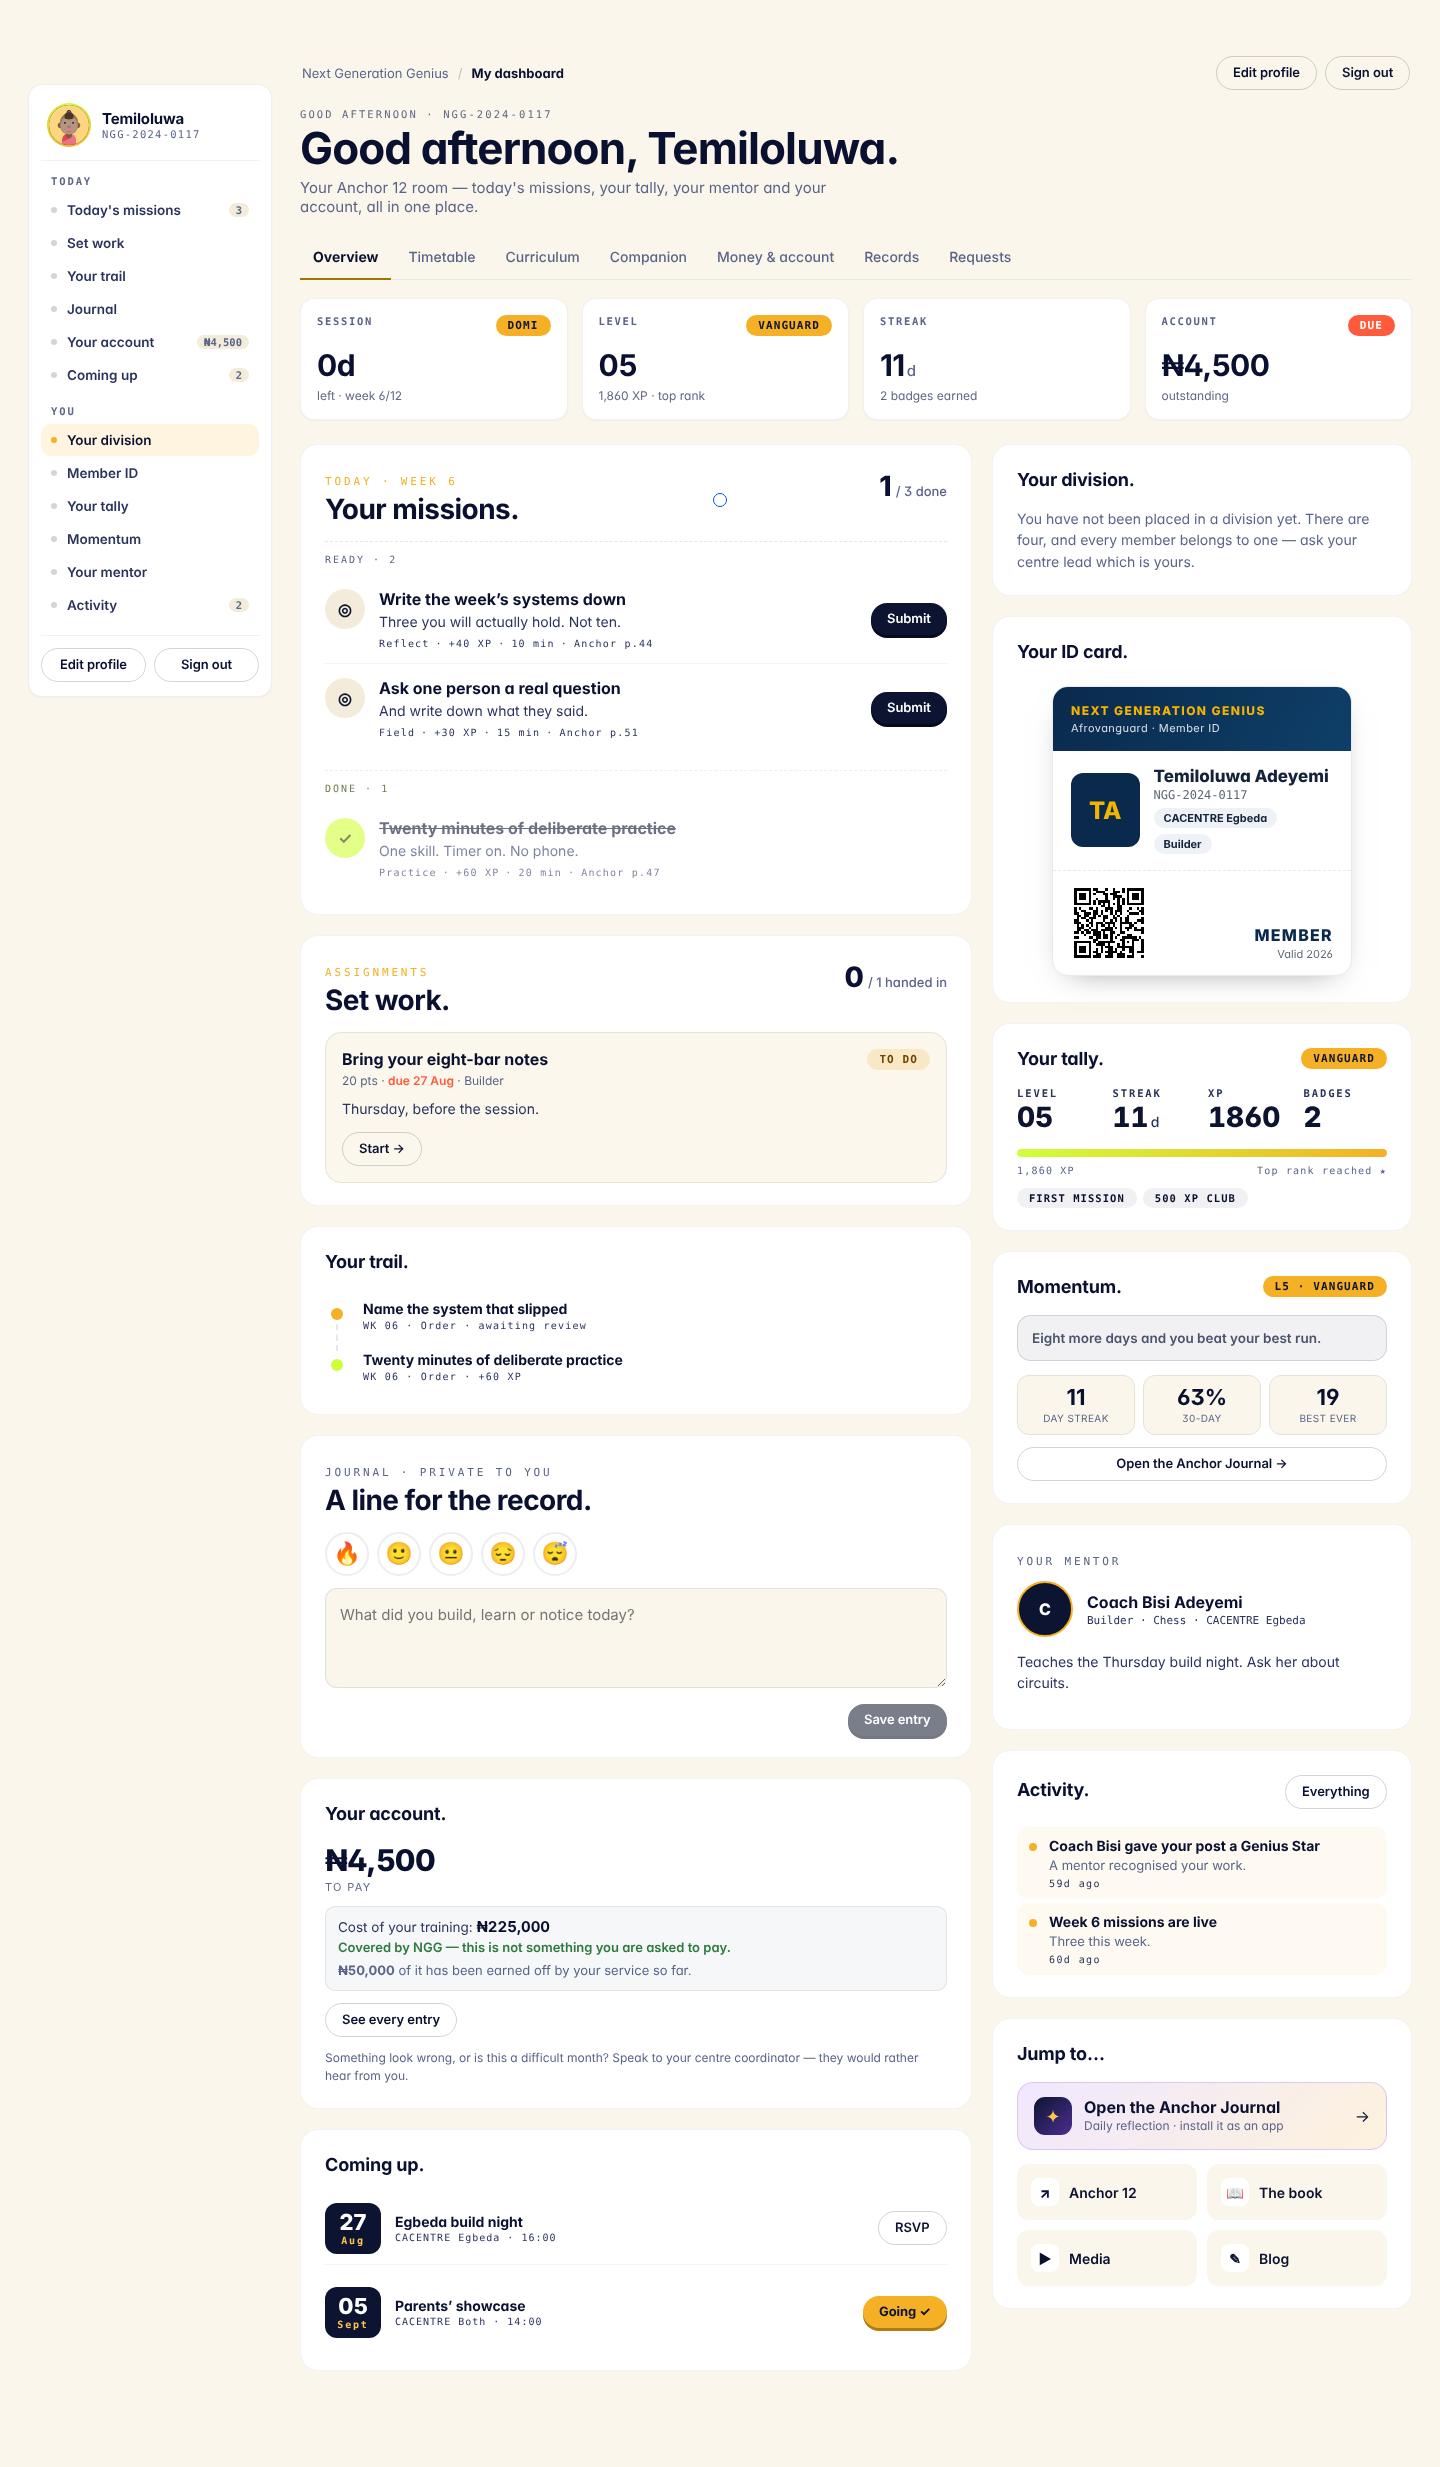 Next Generation Genius / My dashboard
Edit profile
Sign out
Temiloluwa
NGG-2024-0117
TODAY
Today's missions 3
Set work
Your trail
Journal
Your account ₦4,500
Coming up 2
YOU
Your division
Member ID
Your tally
Momentum
Your mentor
Activity 2
Edit profile
Sign out
GOOD AFTERNOON · NGG-2024-0117
Good afternoon, Temiloluwa.
Your Anchor 12 room — today's missions, your tally, your mentor and your
account, all in one place.
Overview
Timetable
Curriculum
Companion
Money & account
Records
Requests
SESSION
DOMI
0d
left · week 6/12
LEVEL
VANGUARD
05
1,860 XP · top rank
STREAK
11 d
2 badges earned
ACCOUNT
DUE
₦4,500
outstanding
TODAY · WEEK 6
Your missions.
1 / 3 done
READY · 2
◎
Write the week’s systems down
Three you will actually hold. Not ten.
Reflect · +40 XP · 10 min · Anchor p.44
Submit
◎
Ask one person a real question
And write down what they said.
Field · +30 XP · 15 min · Anchor p.51
Submit
DONE · 1
✓
Twenty minutes of deliberate practice
One skill. Timer on. No phone.
Practice · +60 XP · 20 min · Anchor p.47
ASSIGNMENTS
Set work.
0 / 1 handed in
Bring your eight-bar notes
TO DO
20 pts · due 27 Aug · Builder
Thursday, before the session.
Start →
Your trail.
Name the system that slipped
WK 06 · Order · awaiting review
Twenty minutes of deliberate practice
WK 06 · Order · +60 XP
JOURNAL · PRIVATE TO YOU
A line for the record.
🔥 🙂 😐 😔 😴
What did you build, learn or notice today?
Save entry
Your account.
₦4,500
TO PAY
Cost of your training: ₦225,000
Covered by NGG — this is not something you are asked to pay.
₦50,000 of it has been earned off by your service so far.
See every entry
Something look wrong, or is this a difficult month? Speak to your centre coordinator — they would rather
hear from you.
Coming up.
27
Aug
Egbeda build night
CACENTRE Egbeda · 16:00
RSVP
05
Sept
Parents’ showcase
CACENTRE Both · 14:00
Going ✓
Your division.
You have not been placed in a division yet. There are
four, and every member belongs to one — ask your
centre lead which is yours.
Your ID card.
NEXT GENERATION GENIUS
Afrovanguard · Member ID
TA
Temiloluwa Adeyemi
NGG-2024-0117
CACENTRE Egbeda
Builder
MEMBER
Valid 2026
Your tally.
VANGUARD
LEVEL
05
STREAK
11 d
XP
1860
BADGES
2
1,860 XP
Top rank reached ★
FIRST MISSION
500 XP CLUB
Momentum.
L5 · VANGUARD
Eight more days and you beat your best run.
11
DAY STREAK
63%
30-DAY
19
BEST EVER
Open the Anchor Journal →
YOUR MENTOR
C
Coach Bisi Adeyemi
Builder · Chess · CACENTRE Egbeda
Teaches the Thursday build night. Ask her about
circuits.
Activity.
Everything
Coach Bisi gave your post a Genius Star
A mentor recognised your work.
59d ago
Week 6 missions are live
Three this week.
60d ago
Jump to…
✦
Open the Anchor Journal
Daily reflection · install it as an app
→
Anchor 12
📖 The book
▶ Media
✎ Blog